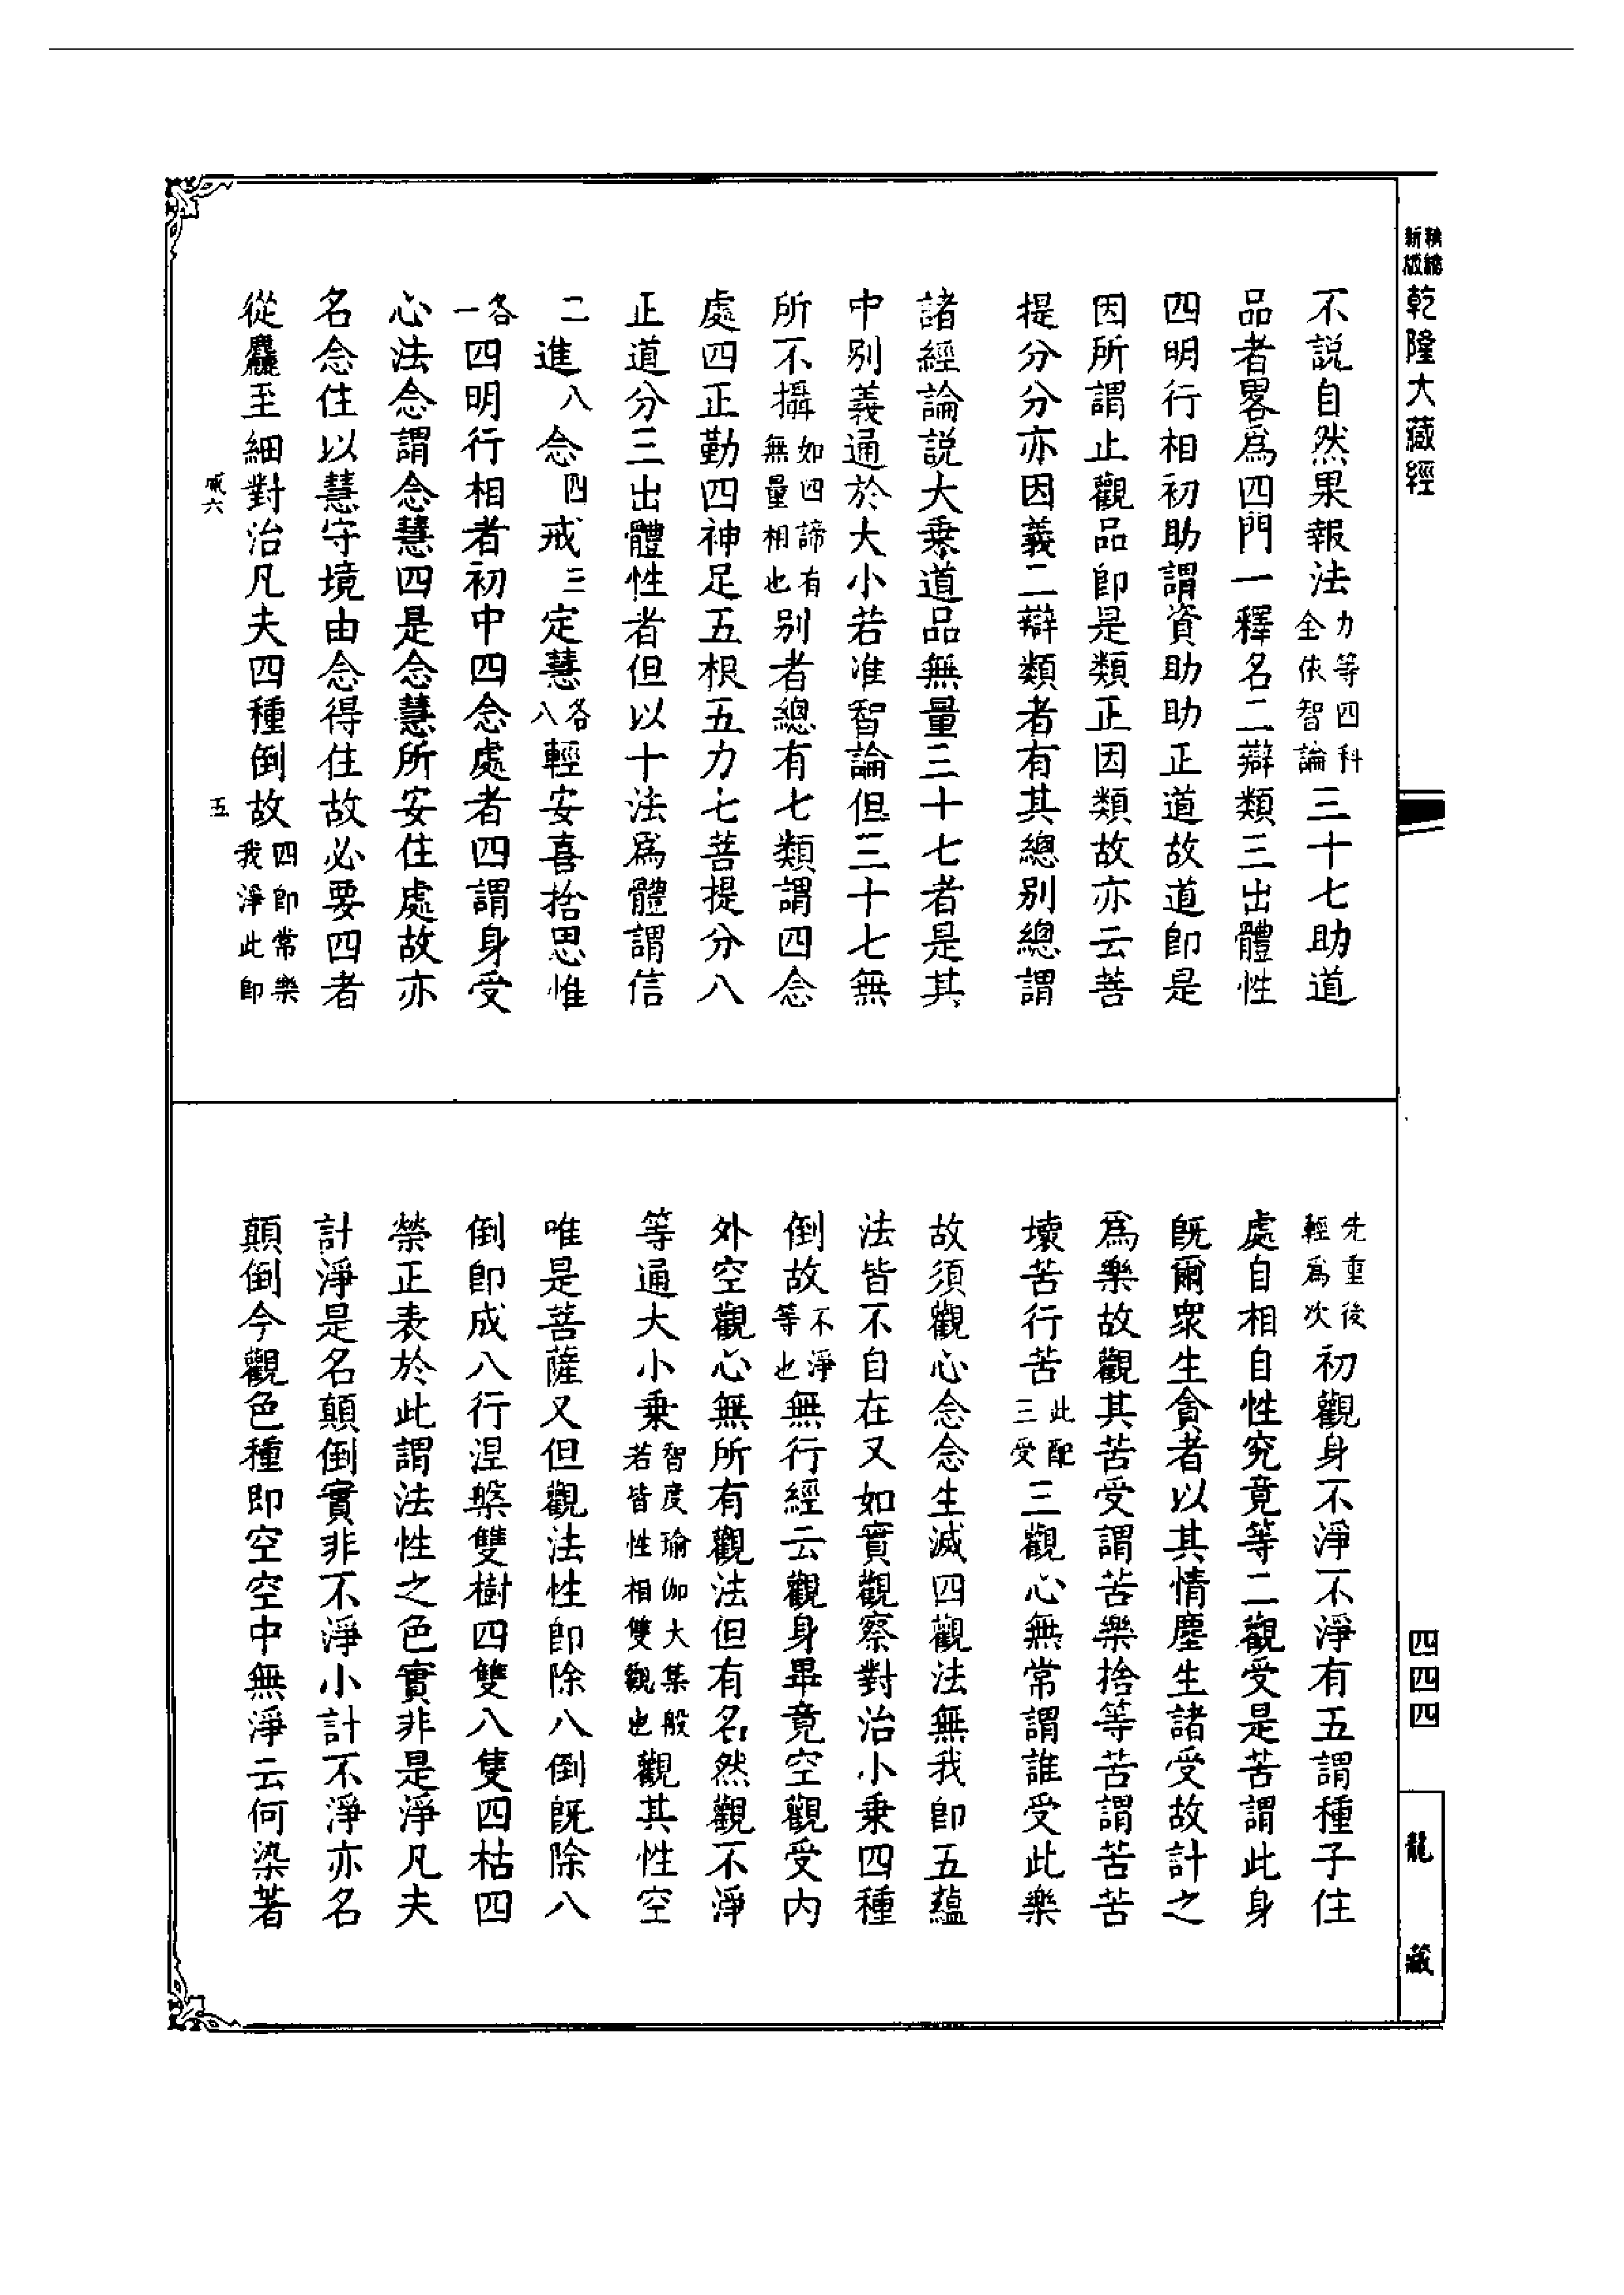 精縮新版
乾隆大藏經
不説自然果報法力等四科全依智論三十七助道
品者畧爲四門一釋名二辯類三出體性
四明行相初助謂資助助正道故道卽是
因所謂止觀品卽是類正因類故亦云菩
提分分亦因義二辯類者有其總別總謂
諸經論説大乗道品無量三十七者是其
中别義通於大小若准智論但三十七無
所不攝如四諦有無量相也别者總有七類謂四念
處四正勤四神足五根五力七菩提分八
正道分三出體性者但以十法爲體謂信
二進八念四戒三定慧各八輕安喜捨思惟
各一四明行相者初中四念處者四謂身受
心法念謂念慧四是念慧所安住處故亦
名念住以慧守境由念得住故必要四者
從麤至細對治凡夫四種倒故四卽常樂我淨此卽
六
五
先重後輕爲次初觀身不淨不淨有五謂種子住
處自相自性究竟等二觀受是苦謂此身
旣爾衆生貪者以其情塵生諸受故計之
爲樂故觀其苦受謂苦樂捨等苦謂苦苦
壞苦行苦此配三受三觀心無常謂誰受此樂
故須觀心念念生滅四觀法無我卽五蘊
法皆不自在又如實觀察對治小乗四種
倒故不淨等也無行經云觀身畢竟空觀受内
外空觀心無所有觀法但有名然觀不淨
等通大小乗智度瑜伽大集般若皆性相雙觀也觀其性空
唯是菩薩又但觀法性卽除八倒旣除八
倒卽成八行涅槃雙樹四雙八隻四枯四
榮正表於此謂法性之色實非是淨凡夫
計淨是名顛倒實非不淨小計不淨亦名
顛倒今觀色種即空空中無淨云何染著
四四四
龍藏